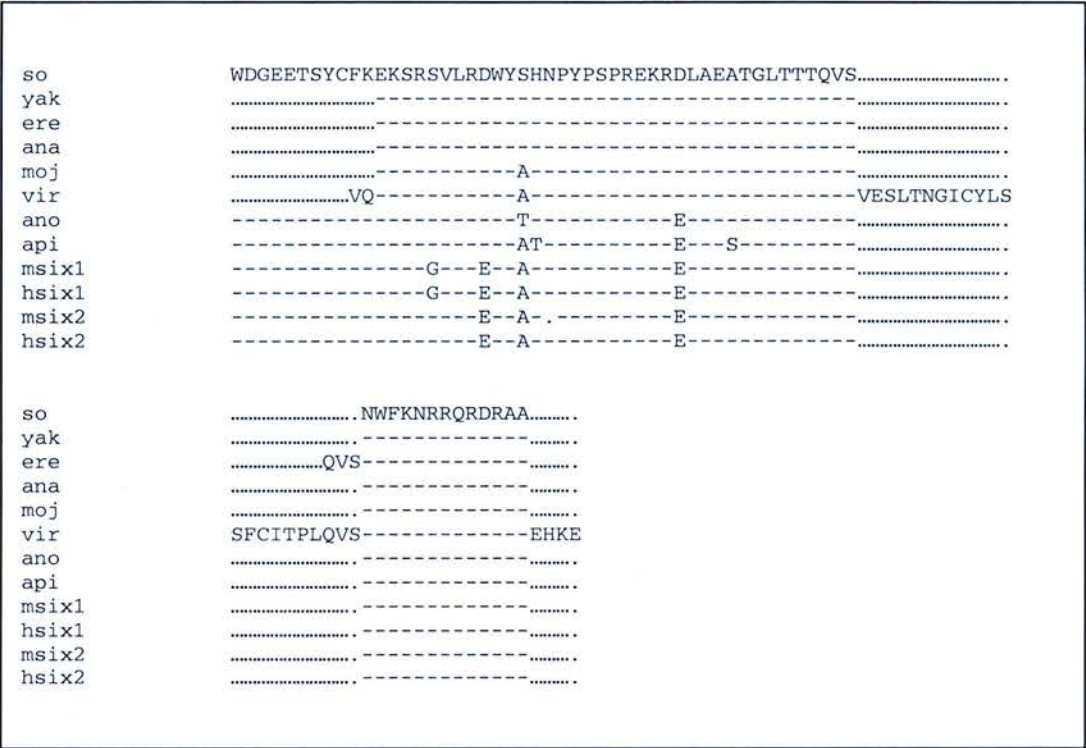 so WDGEETSYCFKEKSRSVLRDWYSHNPYPSPREKRDLAEATGLTTTQVS............
yak ...........-------------------------------------............
ere ...........-------------------------------------............
ana ...........-------------------------------------............
moj ...........-----------A-------------------------............
vir .........VQ-----------A-------------------------VESLTNGICYLS
ano ----------------------T-----------E-------------............
api ----------------------AT----------E---S---------............
msix1 ---------------G---E--A-----------E-------------............
hsix1 ---------------G---E--A-----------E-------------............
msix2 -------------------E--A-.---------E-------------............
hsix2 -------------------E--A-----------E-------------............
so ..........NWFKNRRQRDRAA....
yak ..........-------------....
ere .......QVS-------------....
ana ..........-------------....
moj ..........-------------....
vir SFCITPLQVS-------------EHKE
ano ..........-------------....
api ..........-------------....
msix1 ..........-------------....
hsix1 ..........-------------....
msix2 ..........-------------....
hsix2 ..........-------------....